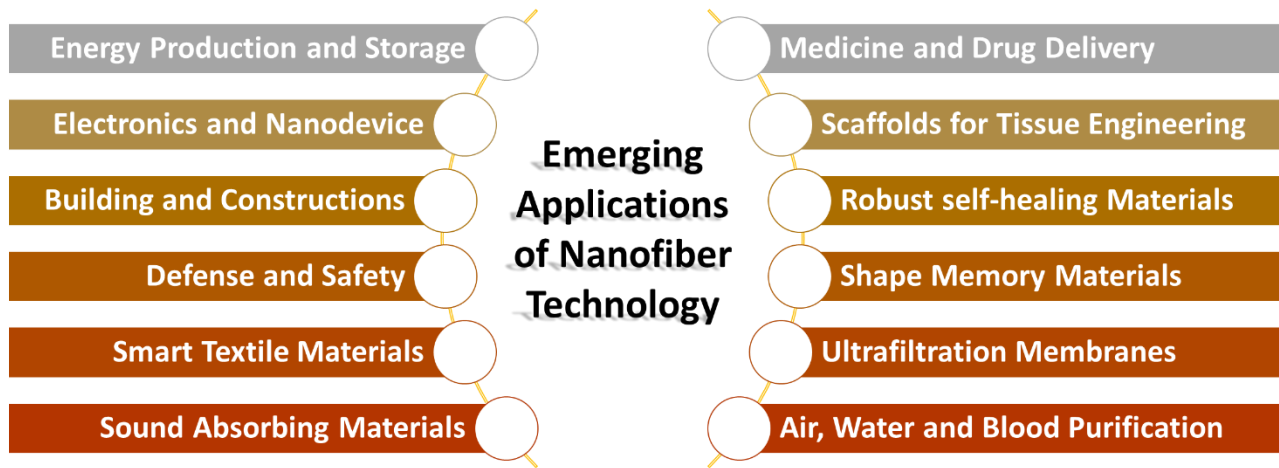 Energy Production and Storage
Electronics and Nanodevice
Building and Constructions
Defense and Safety
Smart Textile Materials
Sound Absorbing Materials
Emerging
Applications
of Nanofiber
Technology
Medicine and Drug Delivery
Scaffolds for Tissue Engineering
Robust self-healing Materials
Shape Memory Materials
Ultrafiltration Membranes
Air, Water and Blood Purification